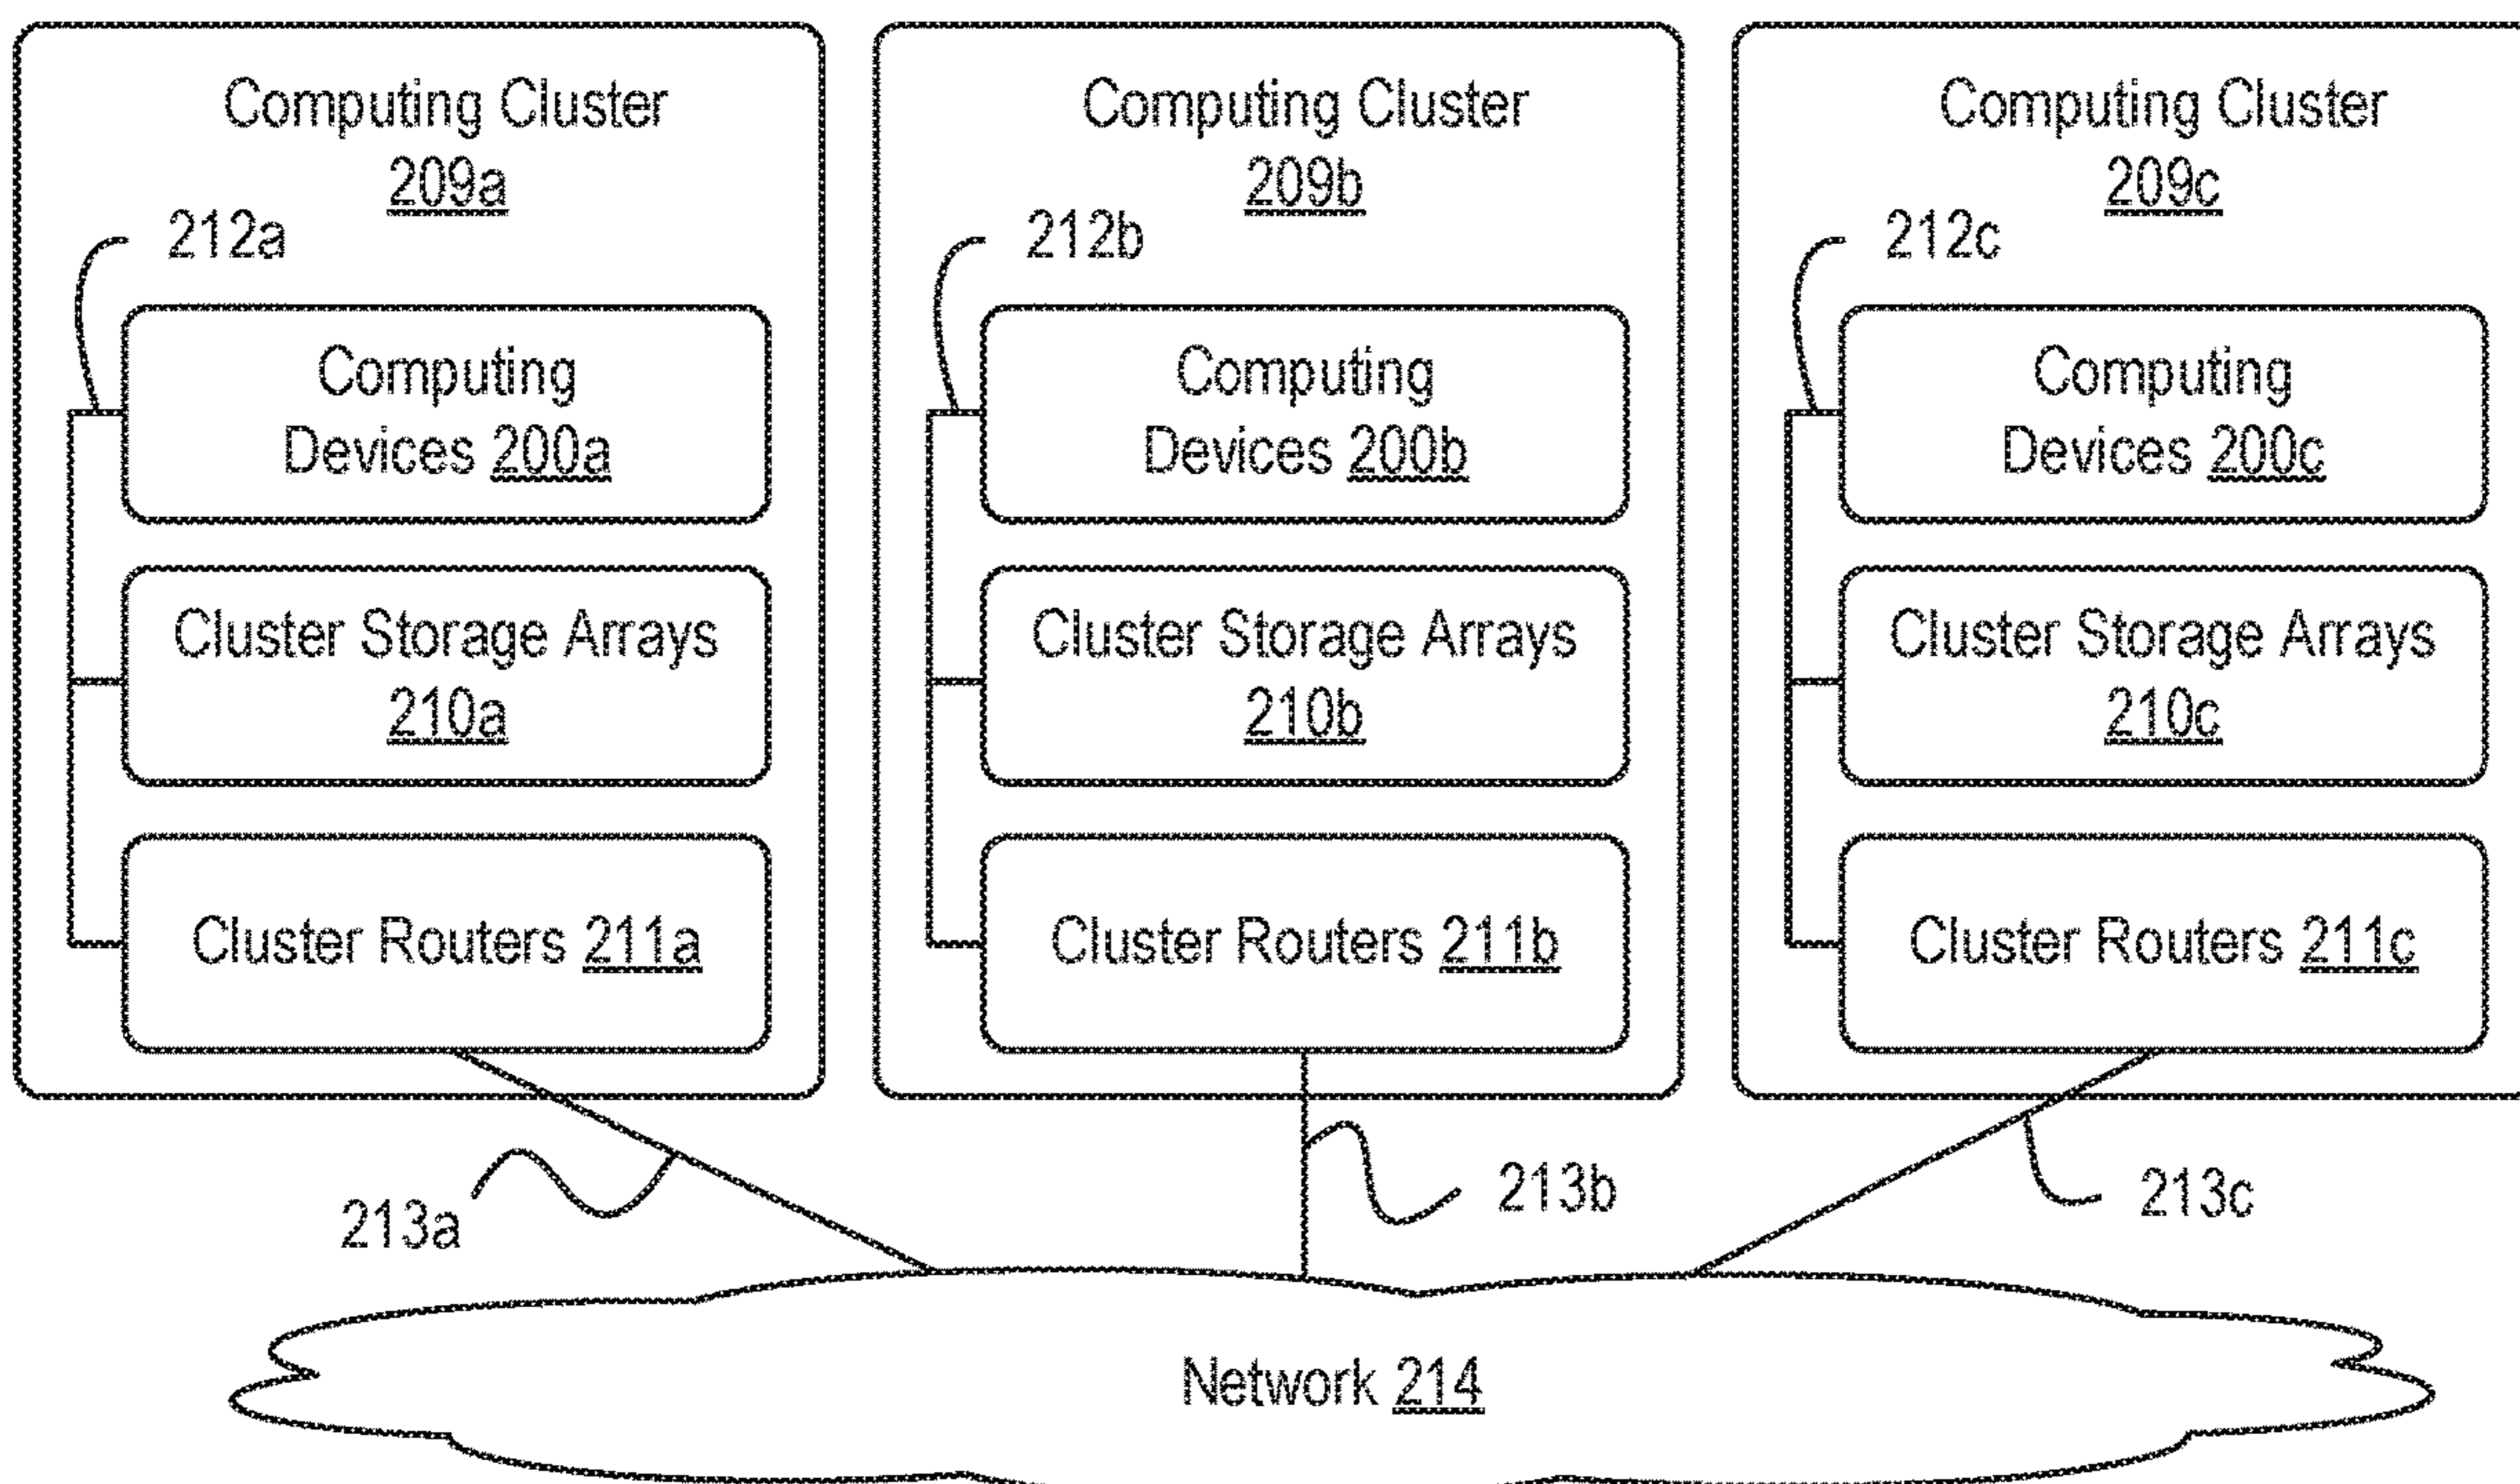 Computing Cluster
209a
212a
Computing
Devices 200a
Cluster Storage Arrays
210a
Cluster Routers 211a
Computing Cluster
209b
212b
Computing
Devices 200b
Cluster Storage Arrays
210b
Cluster Routers 211b
Computing Cluster
209c
212c
Computing
Devices 200c
Cluster Storage Arrays
210c
Cluster Routers 211c
213a
213b
213c
Network 214